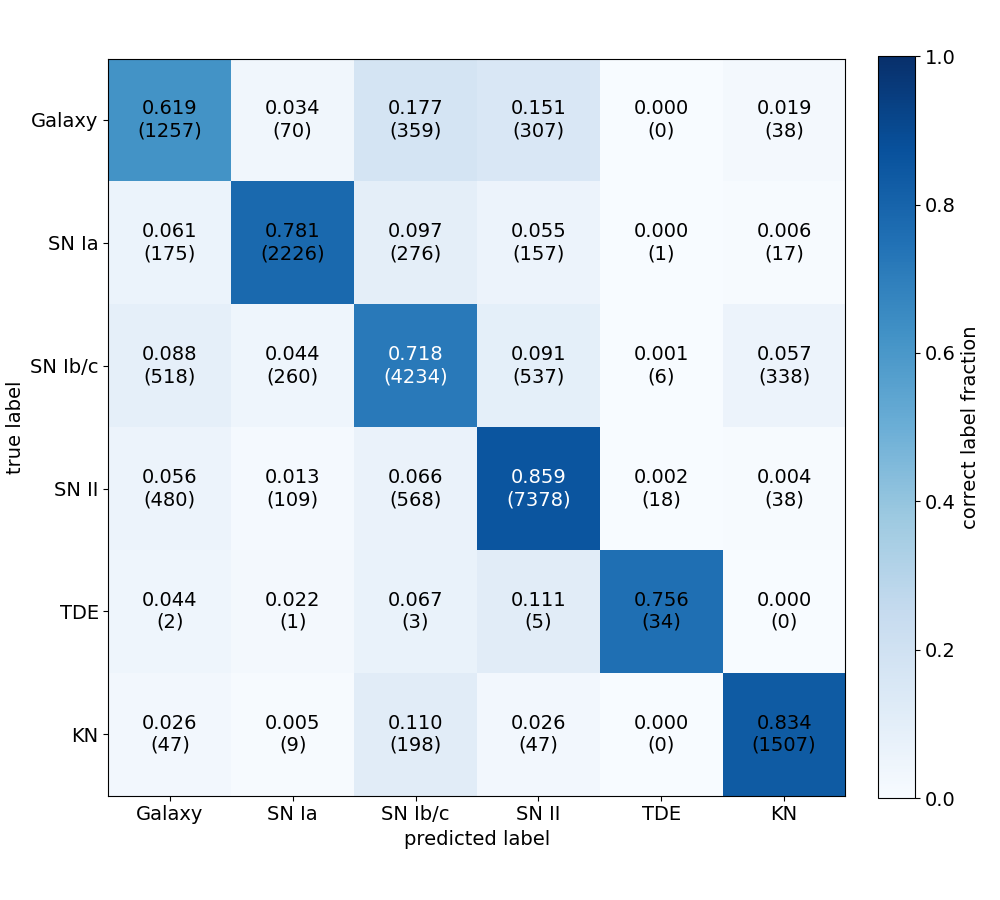 Galaxy
0.619 0.034 0.177 0.151 0.000 0.019
(1257) (70) (359) (307) (0) (38)
SN Ia
0.061 0.781 0.097 0.055 0.000 0.006
(175) (2226) (276) (157) (1) (17)
SN Ib/c
0.088 0.044 0.718 0.091 0.001 0.057
(518) (260) (4234) (537) (6) (338)
SN II
0.056 0.013 0.066 0.859 0.002 0.004
(480) (109) (568) (7378) (18) (38)
TDE
0.044 0.022 0.067 0.111 0.756 0.000
(2) (1) (3) (5) (34) (0)
KN
0.026 0.005 0.110 0.026 0.000 0.834
(47) (9) (198) (47) (0) (1507)
Galaxy SN Ia SN Ib/c SN II TDE KN
predicted label
true label
1.0
0.8
0.6
0.4
0.2
0.0
correct label fraction